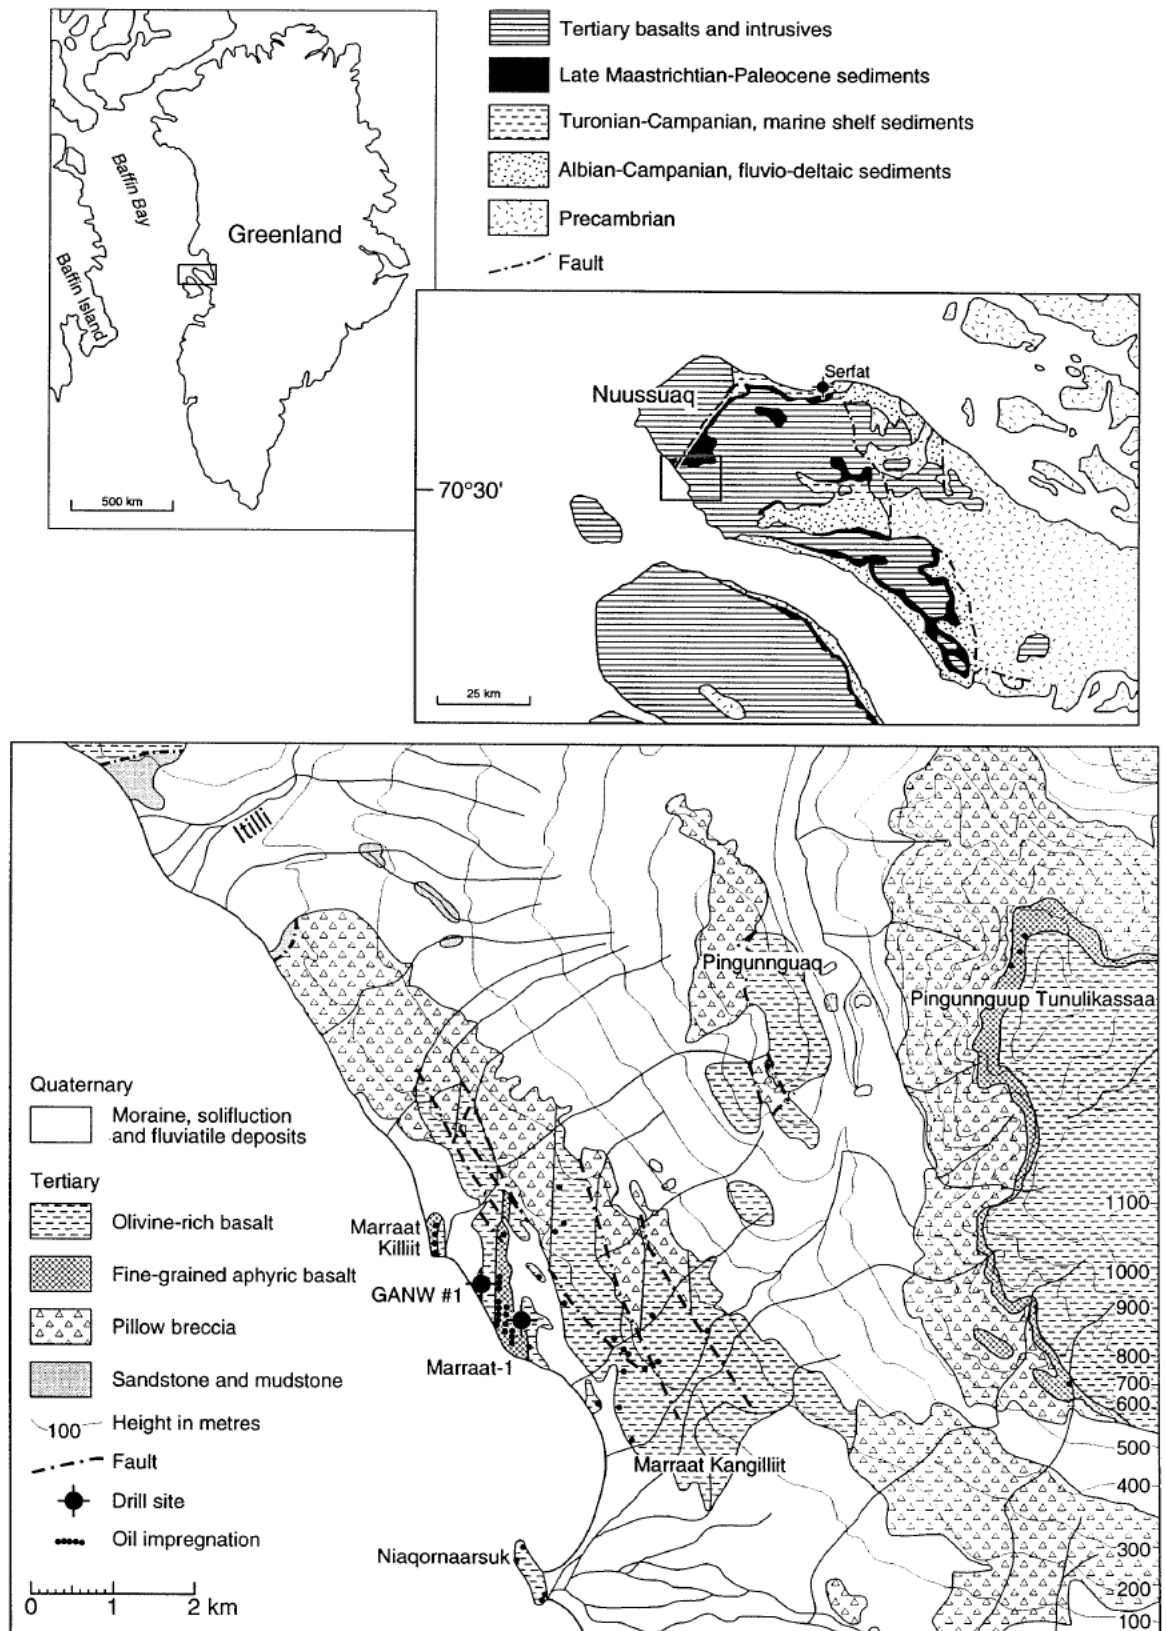 Baffin Bay
Baffin Island
Greenland
500 km
Tertiary basalts and intrusives
Late Maastrichtian-Paleocene sediments
Turonian-Campanian, marine shelf sediments
Albian-Campanian, fluvio-deltaic sediments
Precambrian
Fault
Serfat
Nuussuaq
70°30'
25 km
Itilli
Pingunnguaq
Pingunnguup Tunulikassaa
Quaternary
Moraine, solifluction
and fluviatile deposits
Tertiary
Olivine-rich basalt
Fine-grained aphyric basalt
Pillow breccia
Sandstone and mudstone
100 Height in metres
Fault
Drill site
Oil impregnation
0 1 2 km
Marraat
Killiit
GANW #1
Marraat-1
Marraat Kangilliit
Niaqornaarsuk
1100
1000
900
800
700
600
500
400
300
200
100